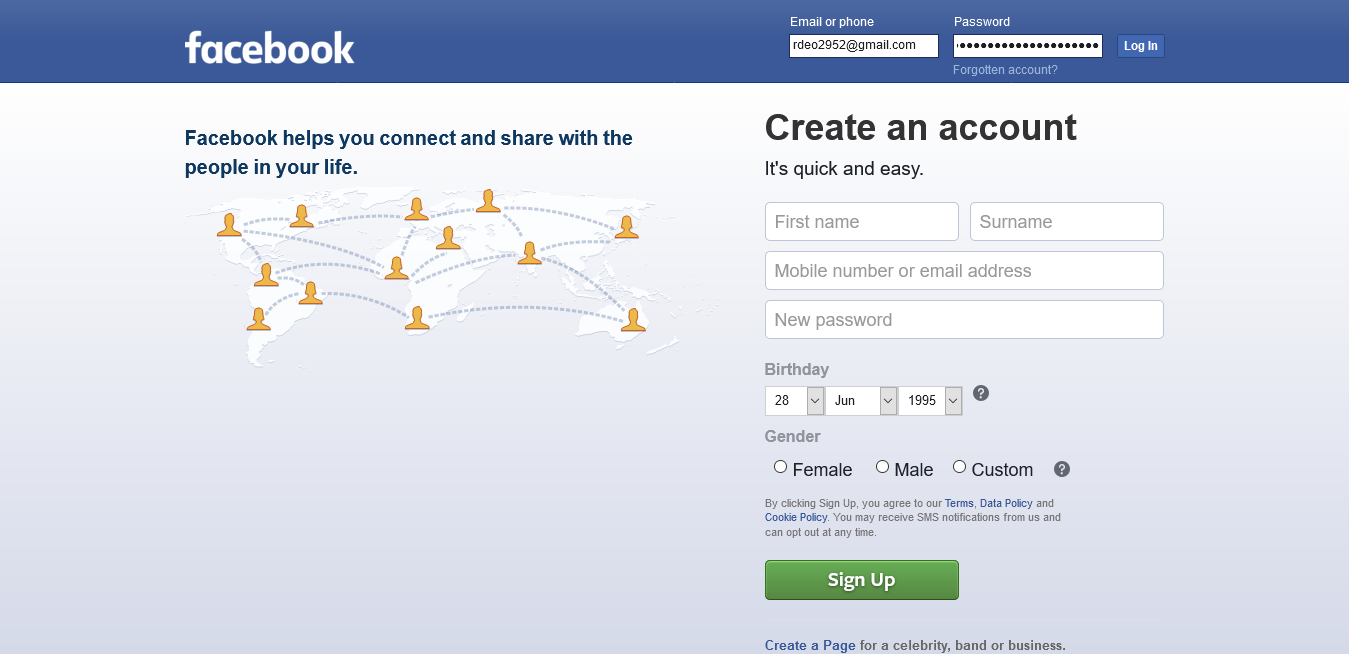 facebook
Email or phone
Password
rdeo2952@gmail.com
Log In
Forgotten account?
Facebook helps you connect and share with the
people in your life.
Create an account
It's quick and easy.
First name
Surname
Mobile number or email address
New password
Birthday
28 Jun 1995 ?
Gender
Female Male Custom ?
By clicking Sign Up, you agree to our Terms, Data Policy and
Cookie Policy. You may receive SMS notifications from us and
can opt out at any time.
Sign Up
Create a Page for a celebrity, band or business.